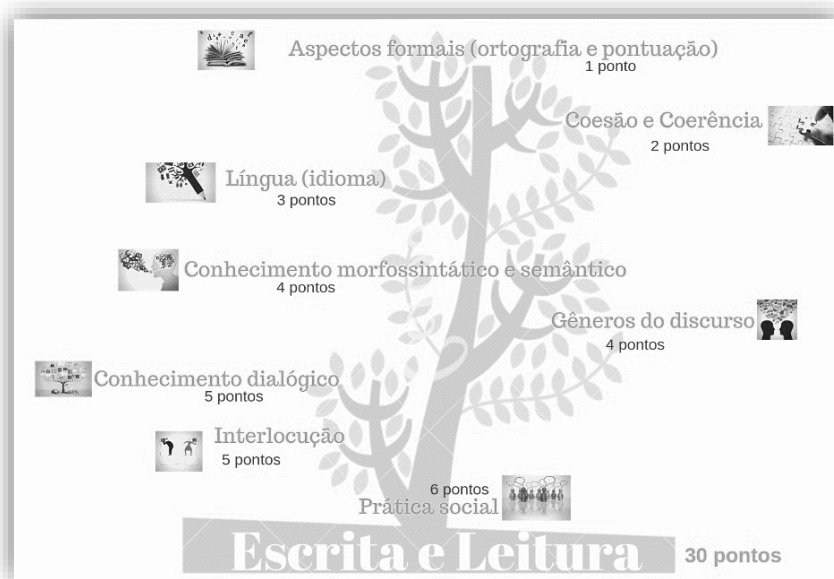 Aspectos formais (ortografia e pontuação)
1 ponto
Coesão e Coerência
2 pontos
Língua (idioma)
3 pontos
Conhecimento morfossintático e semântico
4 pontos
Gêneros do discurso
4 pontos
Conhecimento dialógico
5 pontos
Interlocução
5 pontos
6 pontos
Prática social
Escrita e Leitura
30 pontos